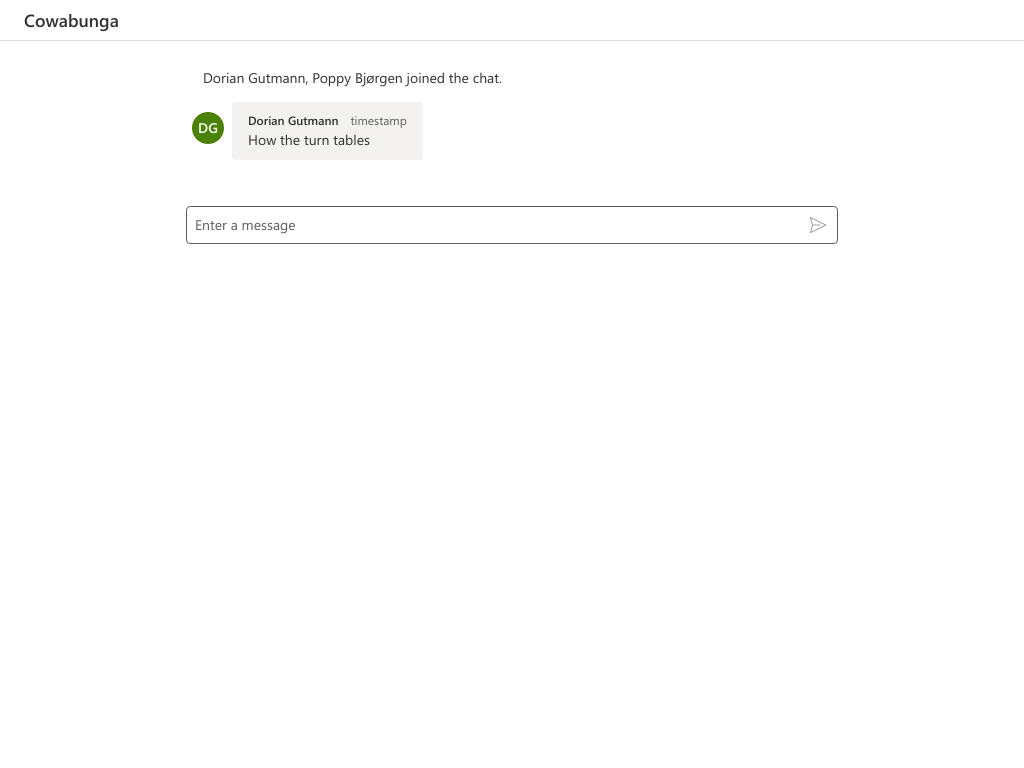 Cowabunga
Dorian Gutmann, Poppy Bjørgen joined the chat.
DG
Dorian Gutmann timestamp
How the turn tables
Enter a message